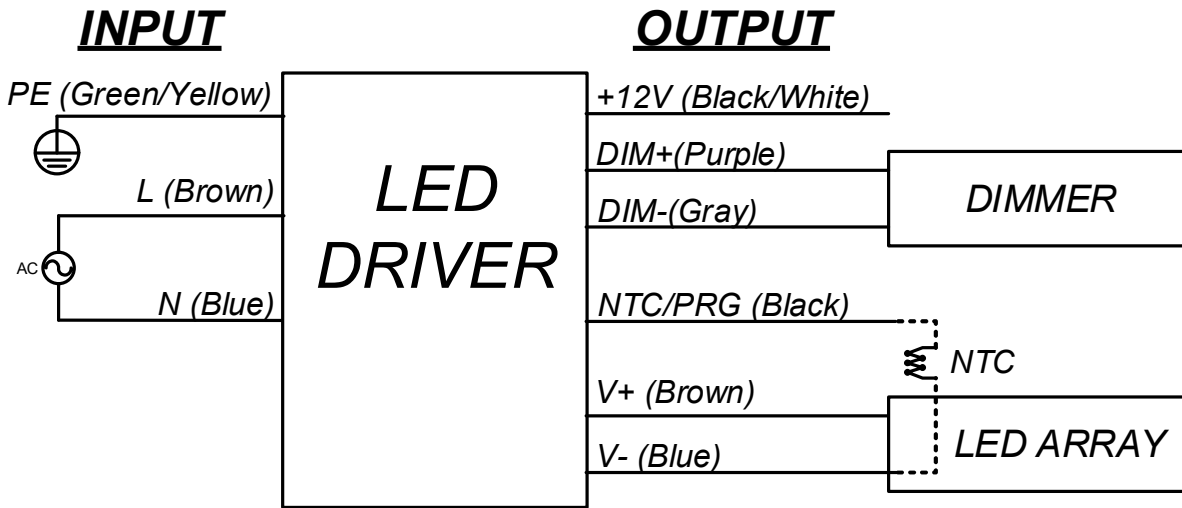 INPUT
OUTPUT
PE (Green/Yellow)
L (Brown)
AC
N (Blue)
LED
DRIVER
+12V (Black/White)
DIM+(Purple)
DIM-(Gray)
DIMMER
NTC/PRG (Black)
NTC
V+ (Brown)
V- (Blue)
LED ARRAY